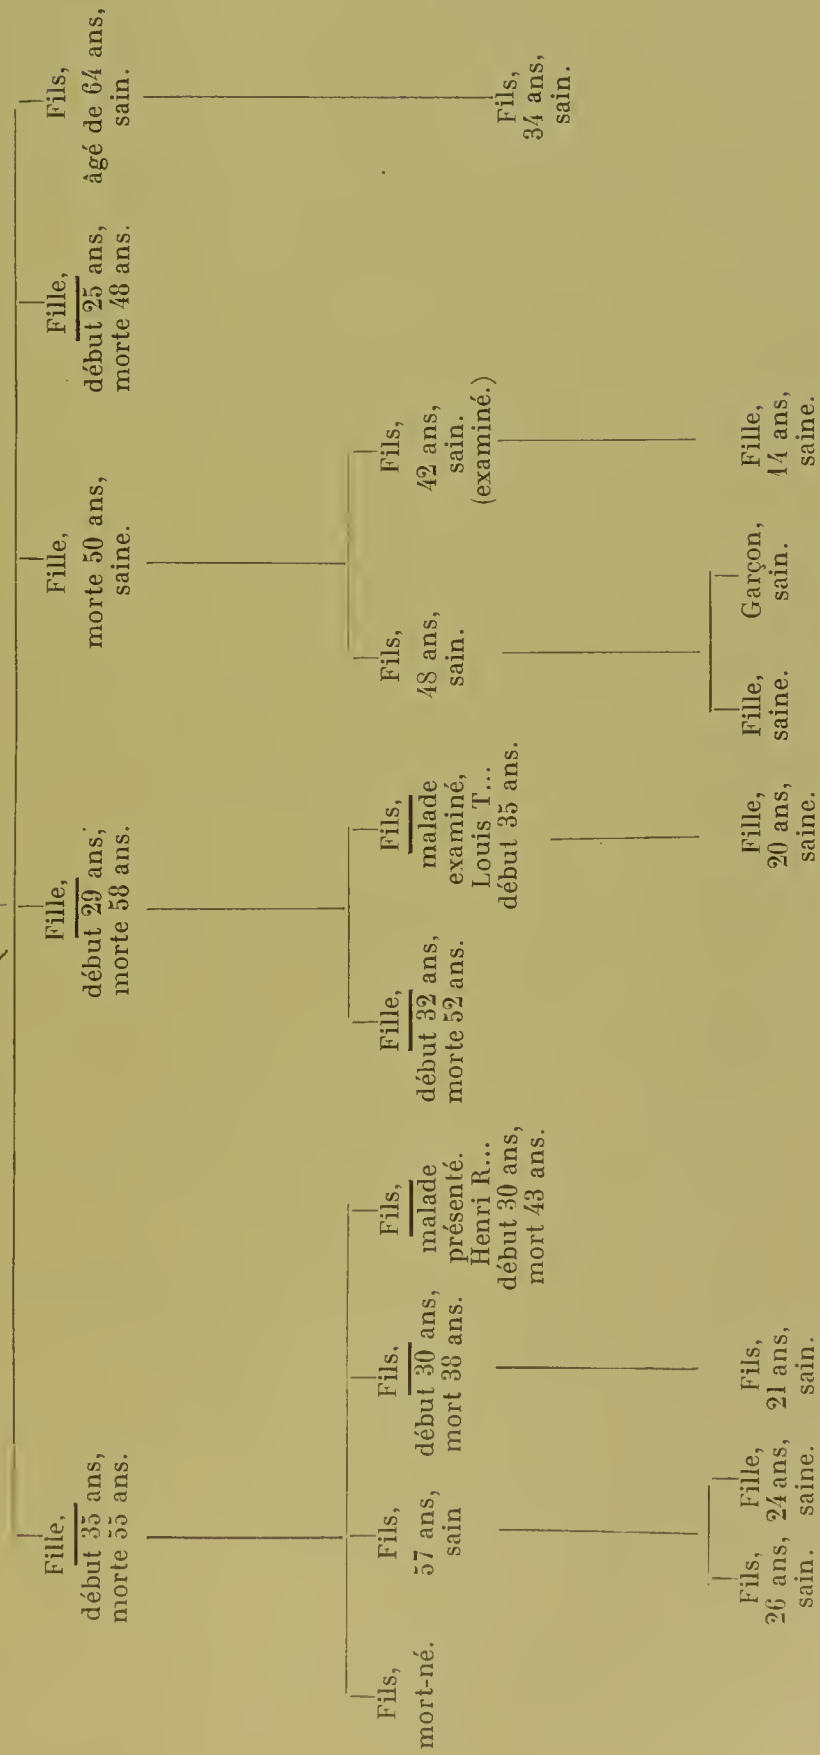 Fille,
début 35 ans,
morte 55 ans.
Fille,
début 29 ans,
morte 58 ans.
Fille,
morte 50 ans,
saine.
Fille,
début 25 ans,
morte 48 ans.
Fils,
âgé de 64 ans,
sain.
Fils,
mort-né.
Fils,
57 ans,
sain
Fils.
début 30 ans,
mort 38 ans.
Fils,
malade
présenté.
Henri R...
début 30 ans,
mort 43 ans.
Fille,
début 32 ans,
morte 52 ans.
Fils,
malade
examiné,
Louis T...
début 35 ans.
Fils,
48 ans,
sain.
Fils,
42 ans,
sain.
(examiné.)
Fils,
34 ans,
sain.
Fils,
26 ans,
sain.
Fille,
24 ans,
saine.
Fils,
21 ans,
sain.
Fille,
20 ans,
saine.
Fille,
saine.
Garçon,
sain.
Fille,
14 ans,
saine.